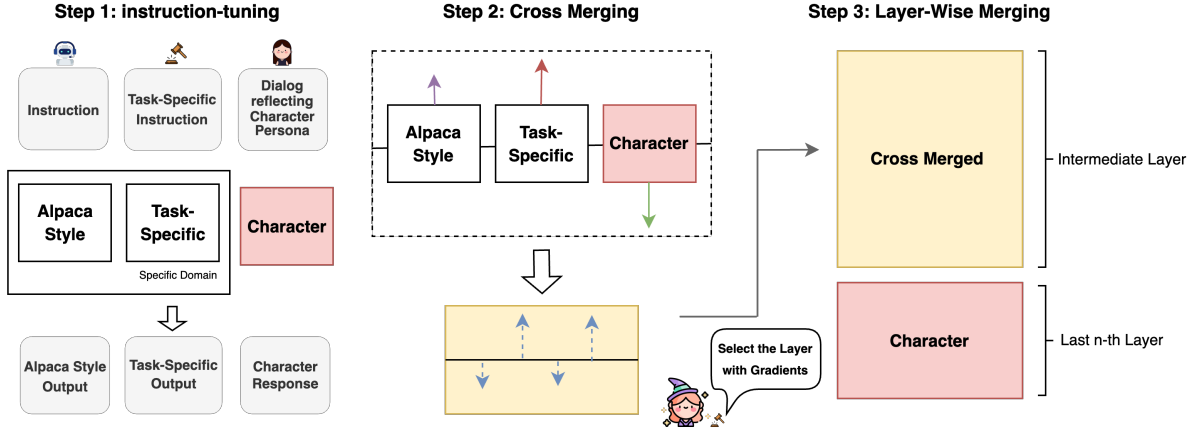 Step 1: instruction-tuning
Instruction
Task-Specific
Instruction
Dialog
reflecting
Character
Persona
Alpaca
Style
Task-
Specific
Character
Specific Domain
Alpaca Style
Output
Task-Specific
Output
Character
Response
Step 2: Cross Merging
Alpaca
Style
Task-
Specific
Character
Select the Layer
with Gradients
Step 3: Layer-Wise Merging
Cross Merged
Intermediate Layer
Character
Last n-th Layer